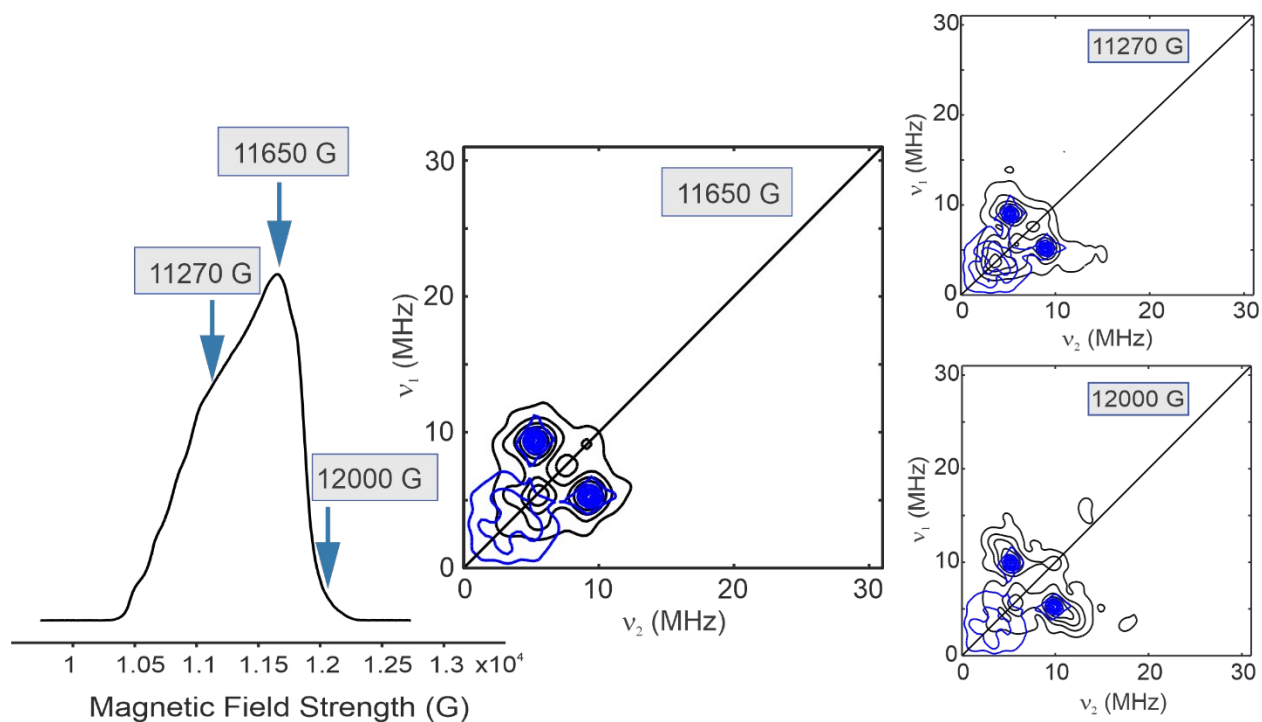 11650 G
11270 G
12000 G
1 1.05 1.1 1.15 1.2 1.3 x10⁴
Magnetic Field Strength (G)
11650 G
30
20
10
0
ν₁ (MHz)
0 10 20 30
ν₂ (MHz)
11270 G
30
20
10
0
ν₁ (MHz)
0 10 20 30
ν₂ (MHz)
12000 G
30
20
10
0
ν₁ (MHz)
0 10 20 30
ν₂ (MHz)